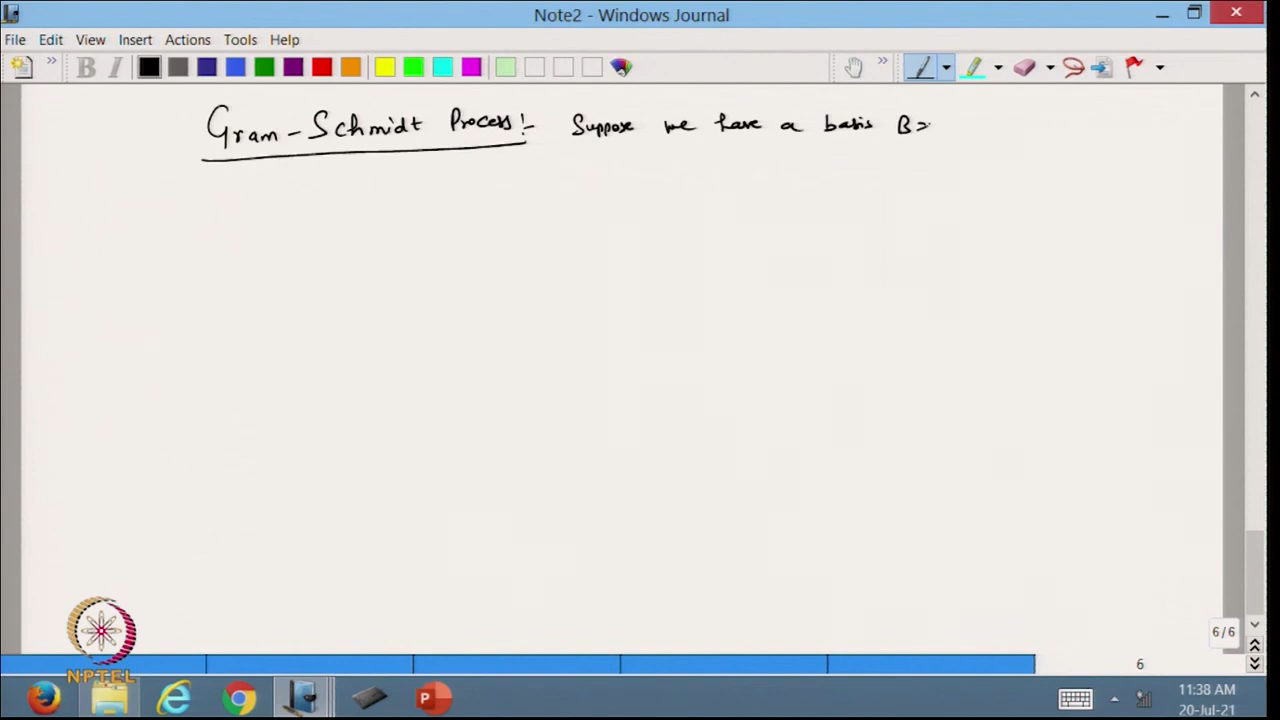 Note2 - Windows Journal
File Edit View Insert Actions Tools Help
B I
Gram - Schmidt Process :- Suppose we have a basis B =
6 / 6
6
NPTEL
11:38 AM
20-Jul-21